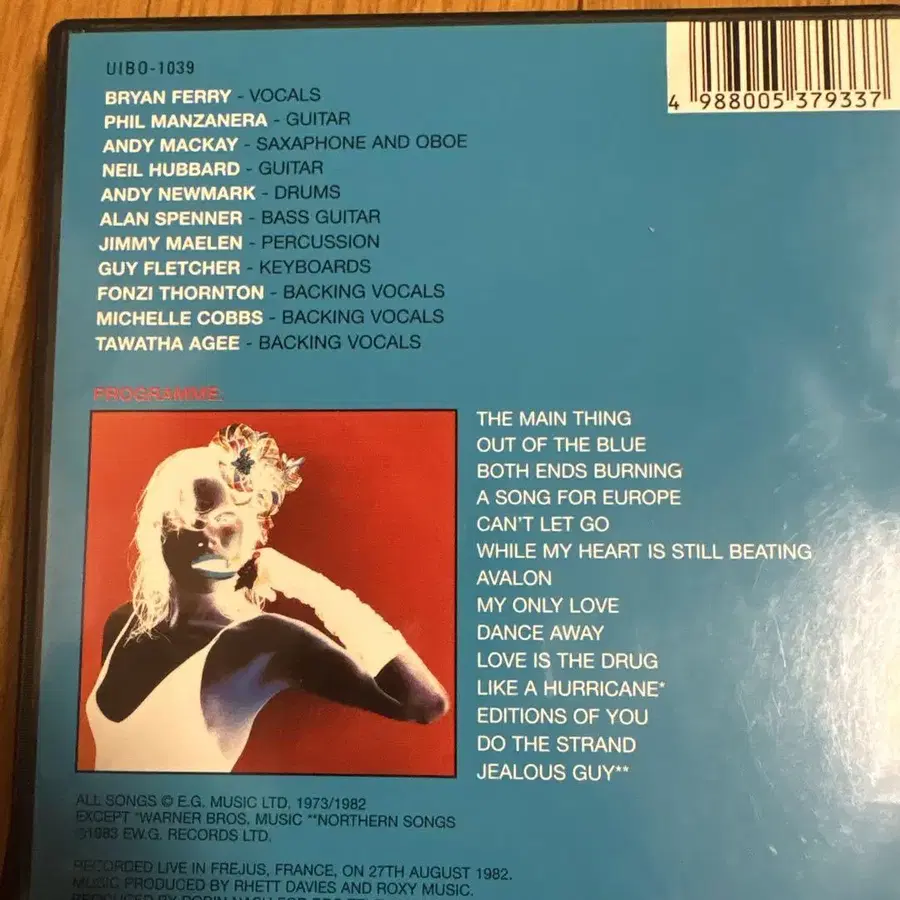 UIBO-1039
4 988005 379337
BRYAN FERRY - VOCALS
PHIL MANZANERA - GUITAR
ANDY MACKAY - SAXAPHONE AND OBOE
NEIL HUBBARD - GUITAR
ANDY NEWMARK - DRUMS
ALAN SPENNER - BASS GUITAR
JIMMY MAELEN - PERCUSSION
GUY FLETCHER - KEYBOARDS
FONZI THORNTON - BACKING VOCALS
MICHELLE COBBS - BACKING VOCALS
TAWATHA AGEE - BACKING VOCALS
PROGRAMME.
THE MAIN THING
OUT OF THE BLUE
BOTH ENDS BURNING
A SONG FOR EUROPE
CAN'T LET GO
WHILE MY HEART IS STILL BEATING
AVALON
MY ONLY LOVE
DANCE AWAY
LOVE IS THE DRUG
LIKE A HURRICANE*
EDITIONS OF YOU
DO THE STRAND
JEALOUS GUY**
ALL SONGS © E.G. MUSIC LTD. 1973/1982
EXCEPT *WARNER BROS. MUSIC **NORTHERN SONGS
©1983 EW.G. RECORDS LTD.
RECORDED LIVE IN FREJUS, FRANCE, ON 27TH AUGUST 1982.
MUSIC PRODUCED BY RHETT DAVIES AND ROXY MUSIC.